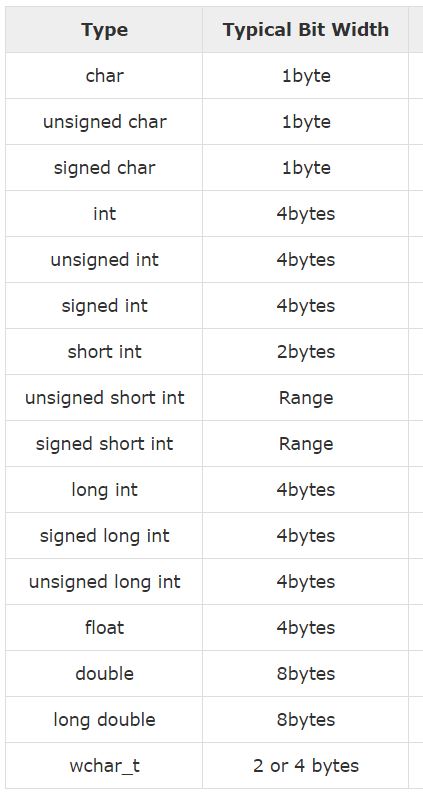 Type Typical Bit Width
char 1byte
unsigned char 1byte
signed char 1byte
int 4bytes
unsigned int 4bytes
signed int 4bytes
short int 2bytes
unsigned short int Range
signed short int Range
long int 4bytes
signed long int 4bytes
unsigned long int 4bytes
float 4bytes
double 8bytes
long double 8bytes
wchar_t 2 or 4 bytes